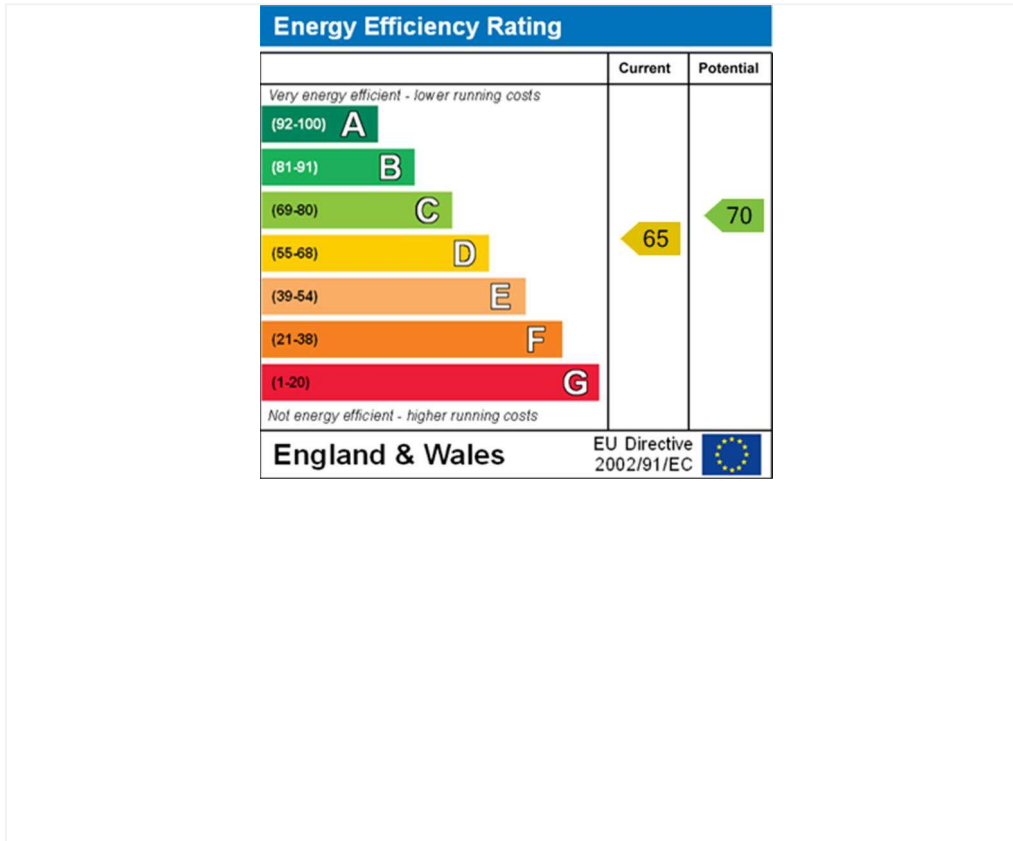 Energy Efficiency Rating
Current Potential
Very energy efficient - lower running costs
(92-100) A
(81-91) B
(69-80) C
(55-68) D
(39-54) E
(21-38) F
(1-20) G
65
70
Not energy efficient - higher running costs
England & Wales
EU Directive
2002/91/EC